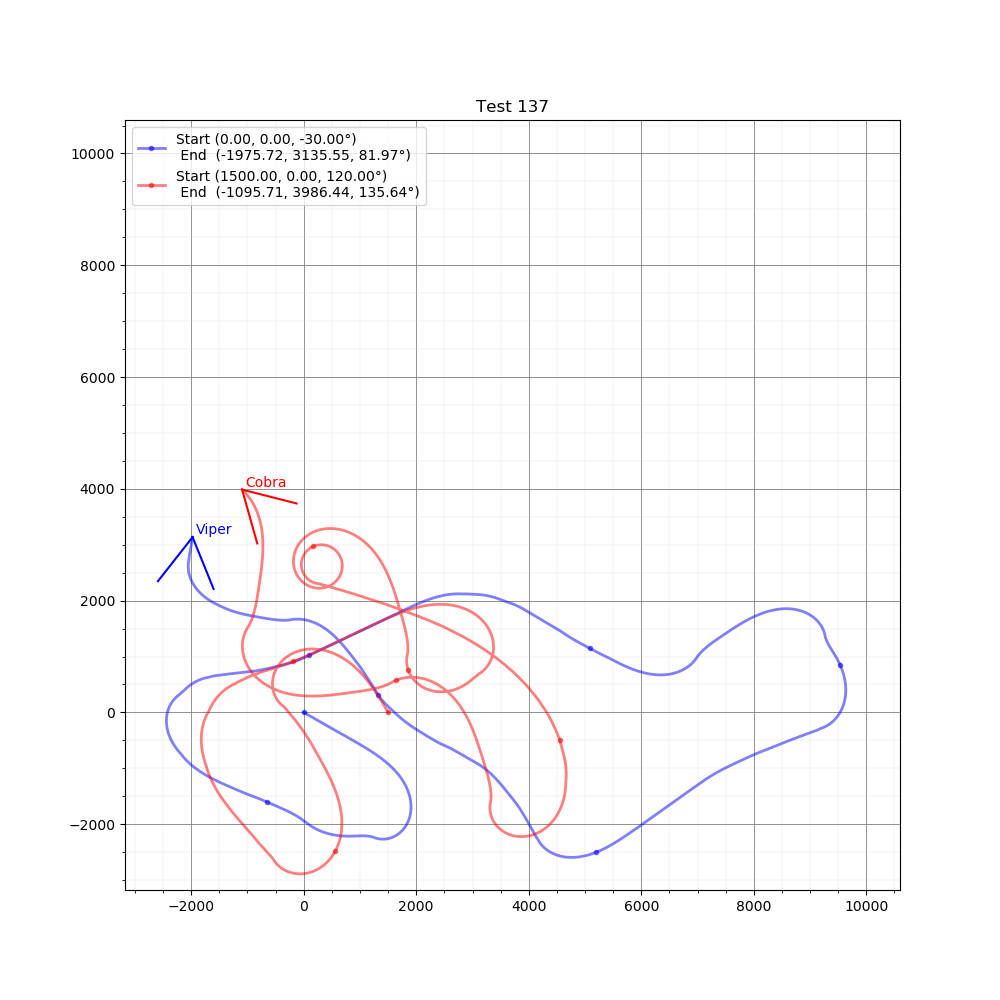 Test 137
Start (0.00, 0.00, -30.00°)
End  (-1975.72, 3135.55, 81.97°)
Start (1500.00, 0.00, 120.00°)
End  (-1095.71, 3986.44, 135.64°)
10000
8000
6000
4000
2000
0
−2000
Cobra
Viper
−2000 0 2000 4000 6000 8000 10000